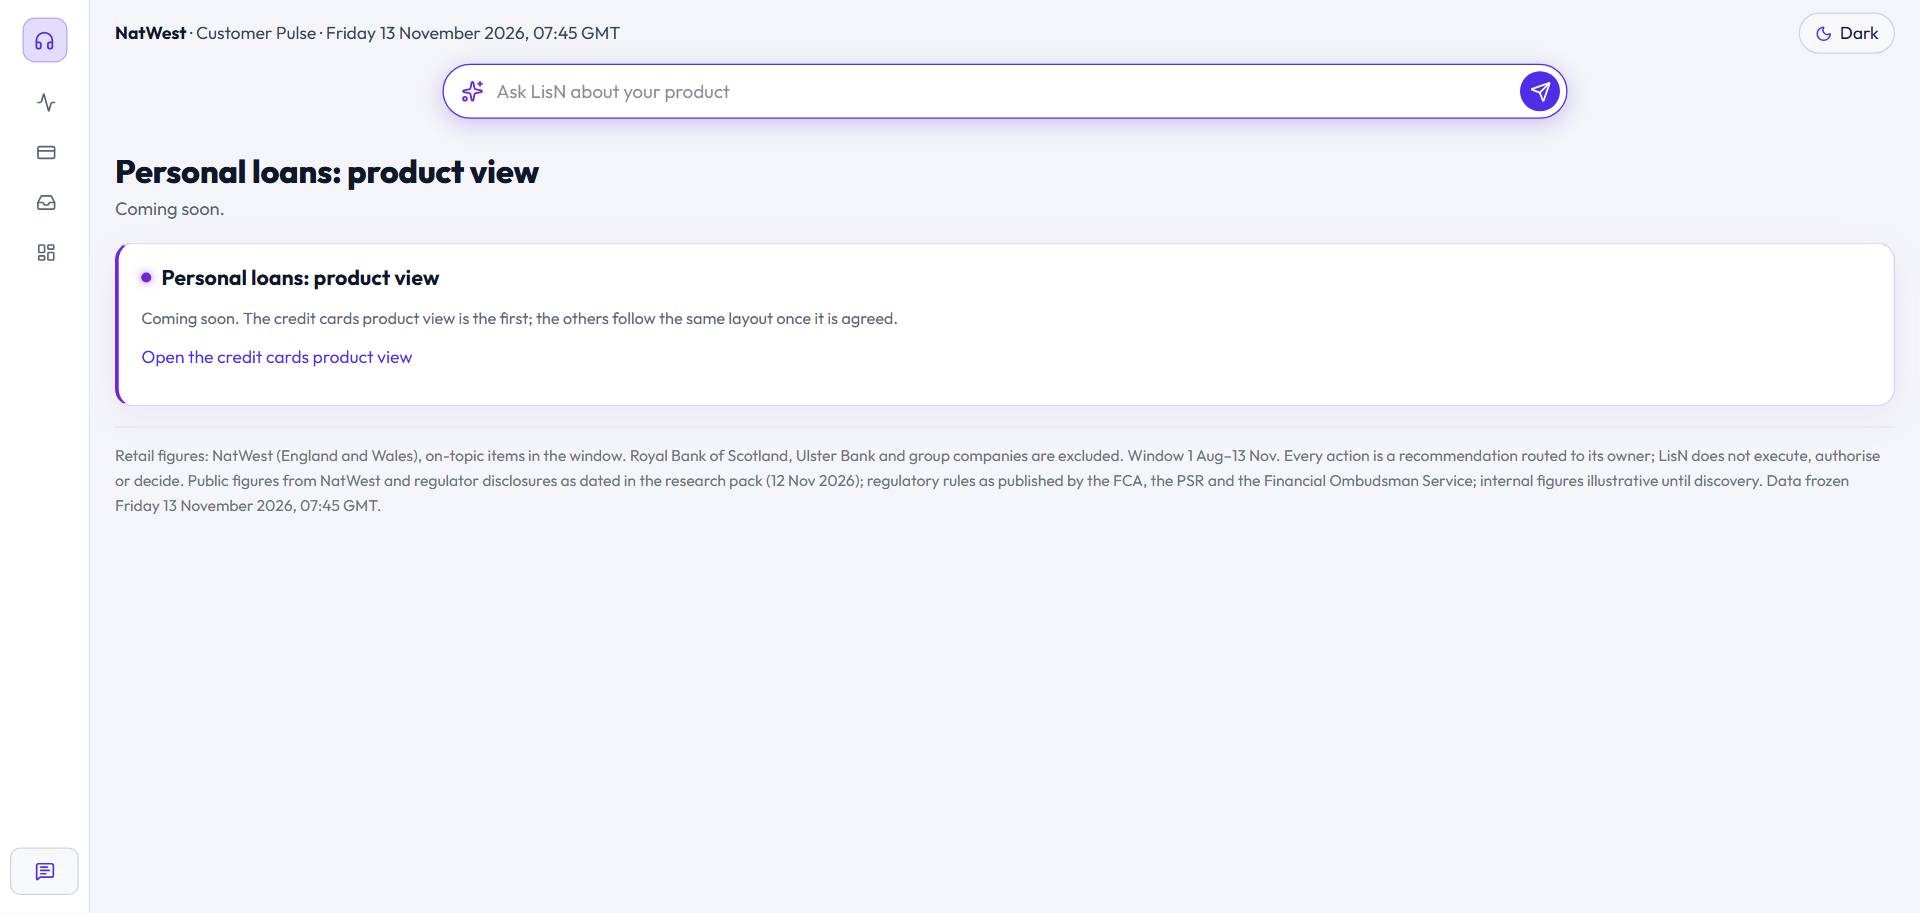 NatWest · Customer Pulse · Friday 13 November 2026, 07:45 GMT
Dark
Ask LisN about your product
Personal loans: product view
Coming soon.
Personal loans: product view
Coming soon. The credit cards product view is the first; the others follow the same layout once it is agreed.
Open the credit cards product view
Retail figures: NatWest (England and Wales), on-topic items in the window. Royal Bank of Scotland, Ulster Bank and group companies are excluded. Window 1 Aug–13 Nov. Every action is a recommendation routed to its owner; LisN does not execute, authorise
or decide. Public figures from NatWest and regulator disclosures as dated in the research pack (12 Nov 2026); regulatory rules as published by the FCA, the PSR and the Financial Ombudsman Service; internal figures illustrative until discovery. Data frozen
Friday 13 November 2026, 07:45 GMT.